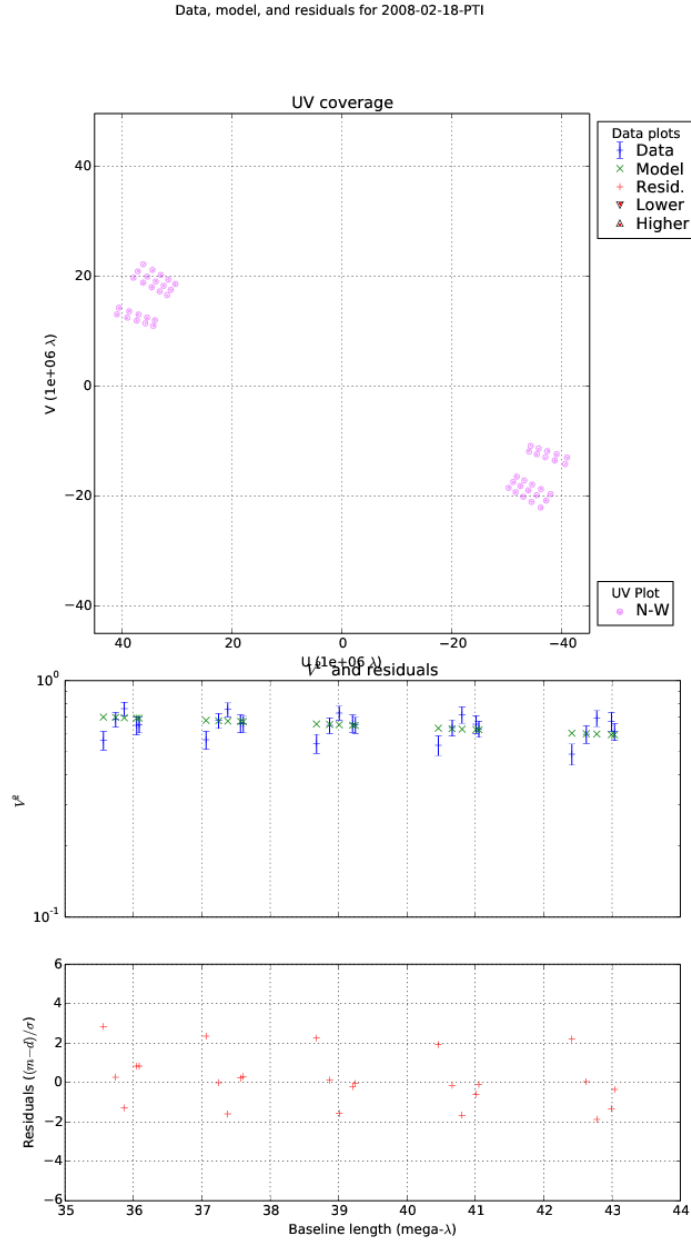 Data, model, and residuals for 2008-02-18-PTI
UV coverage
Data plots
Data
Model
Resid.
Lower
Higher
V (1e+06 λ)
40
20
0
−20
−40
UV Plot
N-W
40
20
0
−20
−40
U (1e+06 λ)
V² and residuals
10⁰
V²
10⁻¹
6
4
2
0
−2
−4
−6
Residuals ((m−d)/σ)
35
36
37
38
39
40
41
42
43
44
Baseline length (mega-λ)